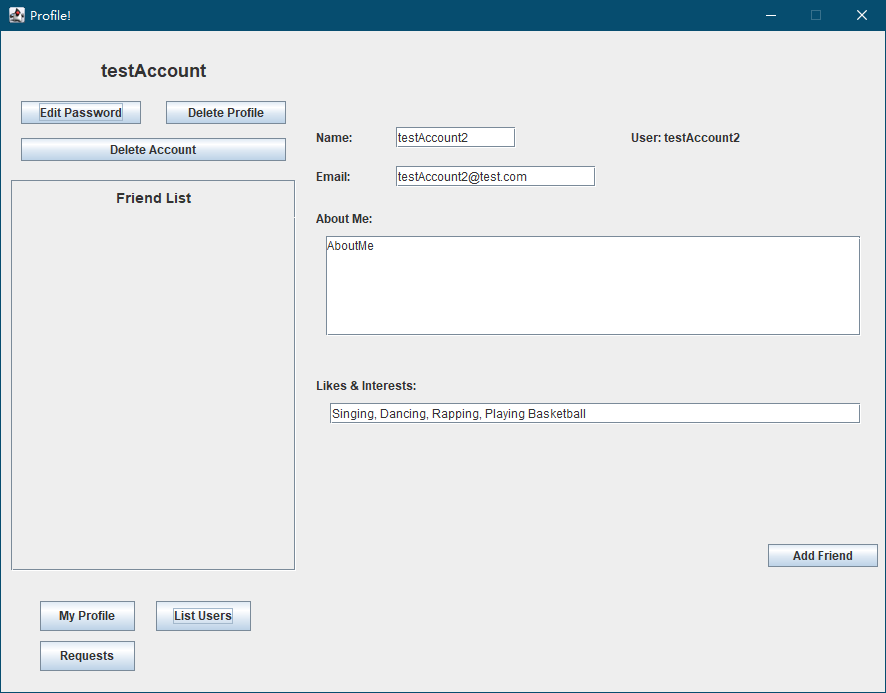 Profile!
testAccount
Edit Password
Delete Profile
Delete Account
Friend List
My Profile
List Users
Requests
Name:
testAccount2
User: testAccount2
Email:
testAccount2@test.com
About Me:
AboutMe
Likes & Interests:
Singing, Dancing, Rapping, Playing Basketball
Add Friend